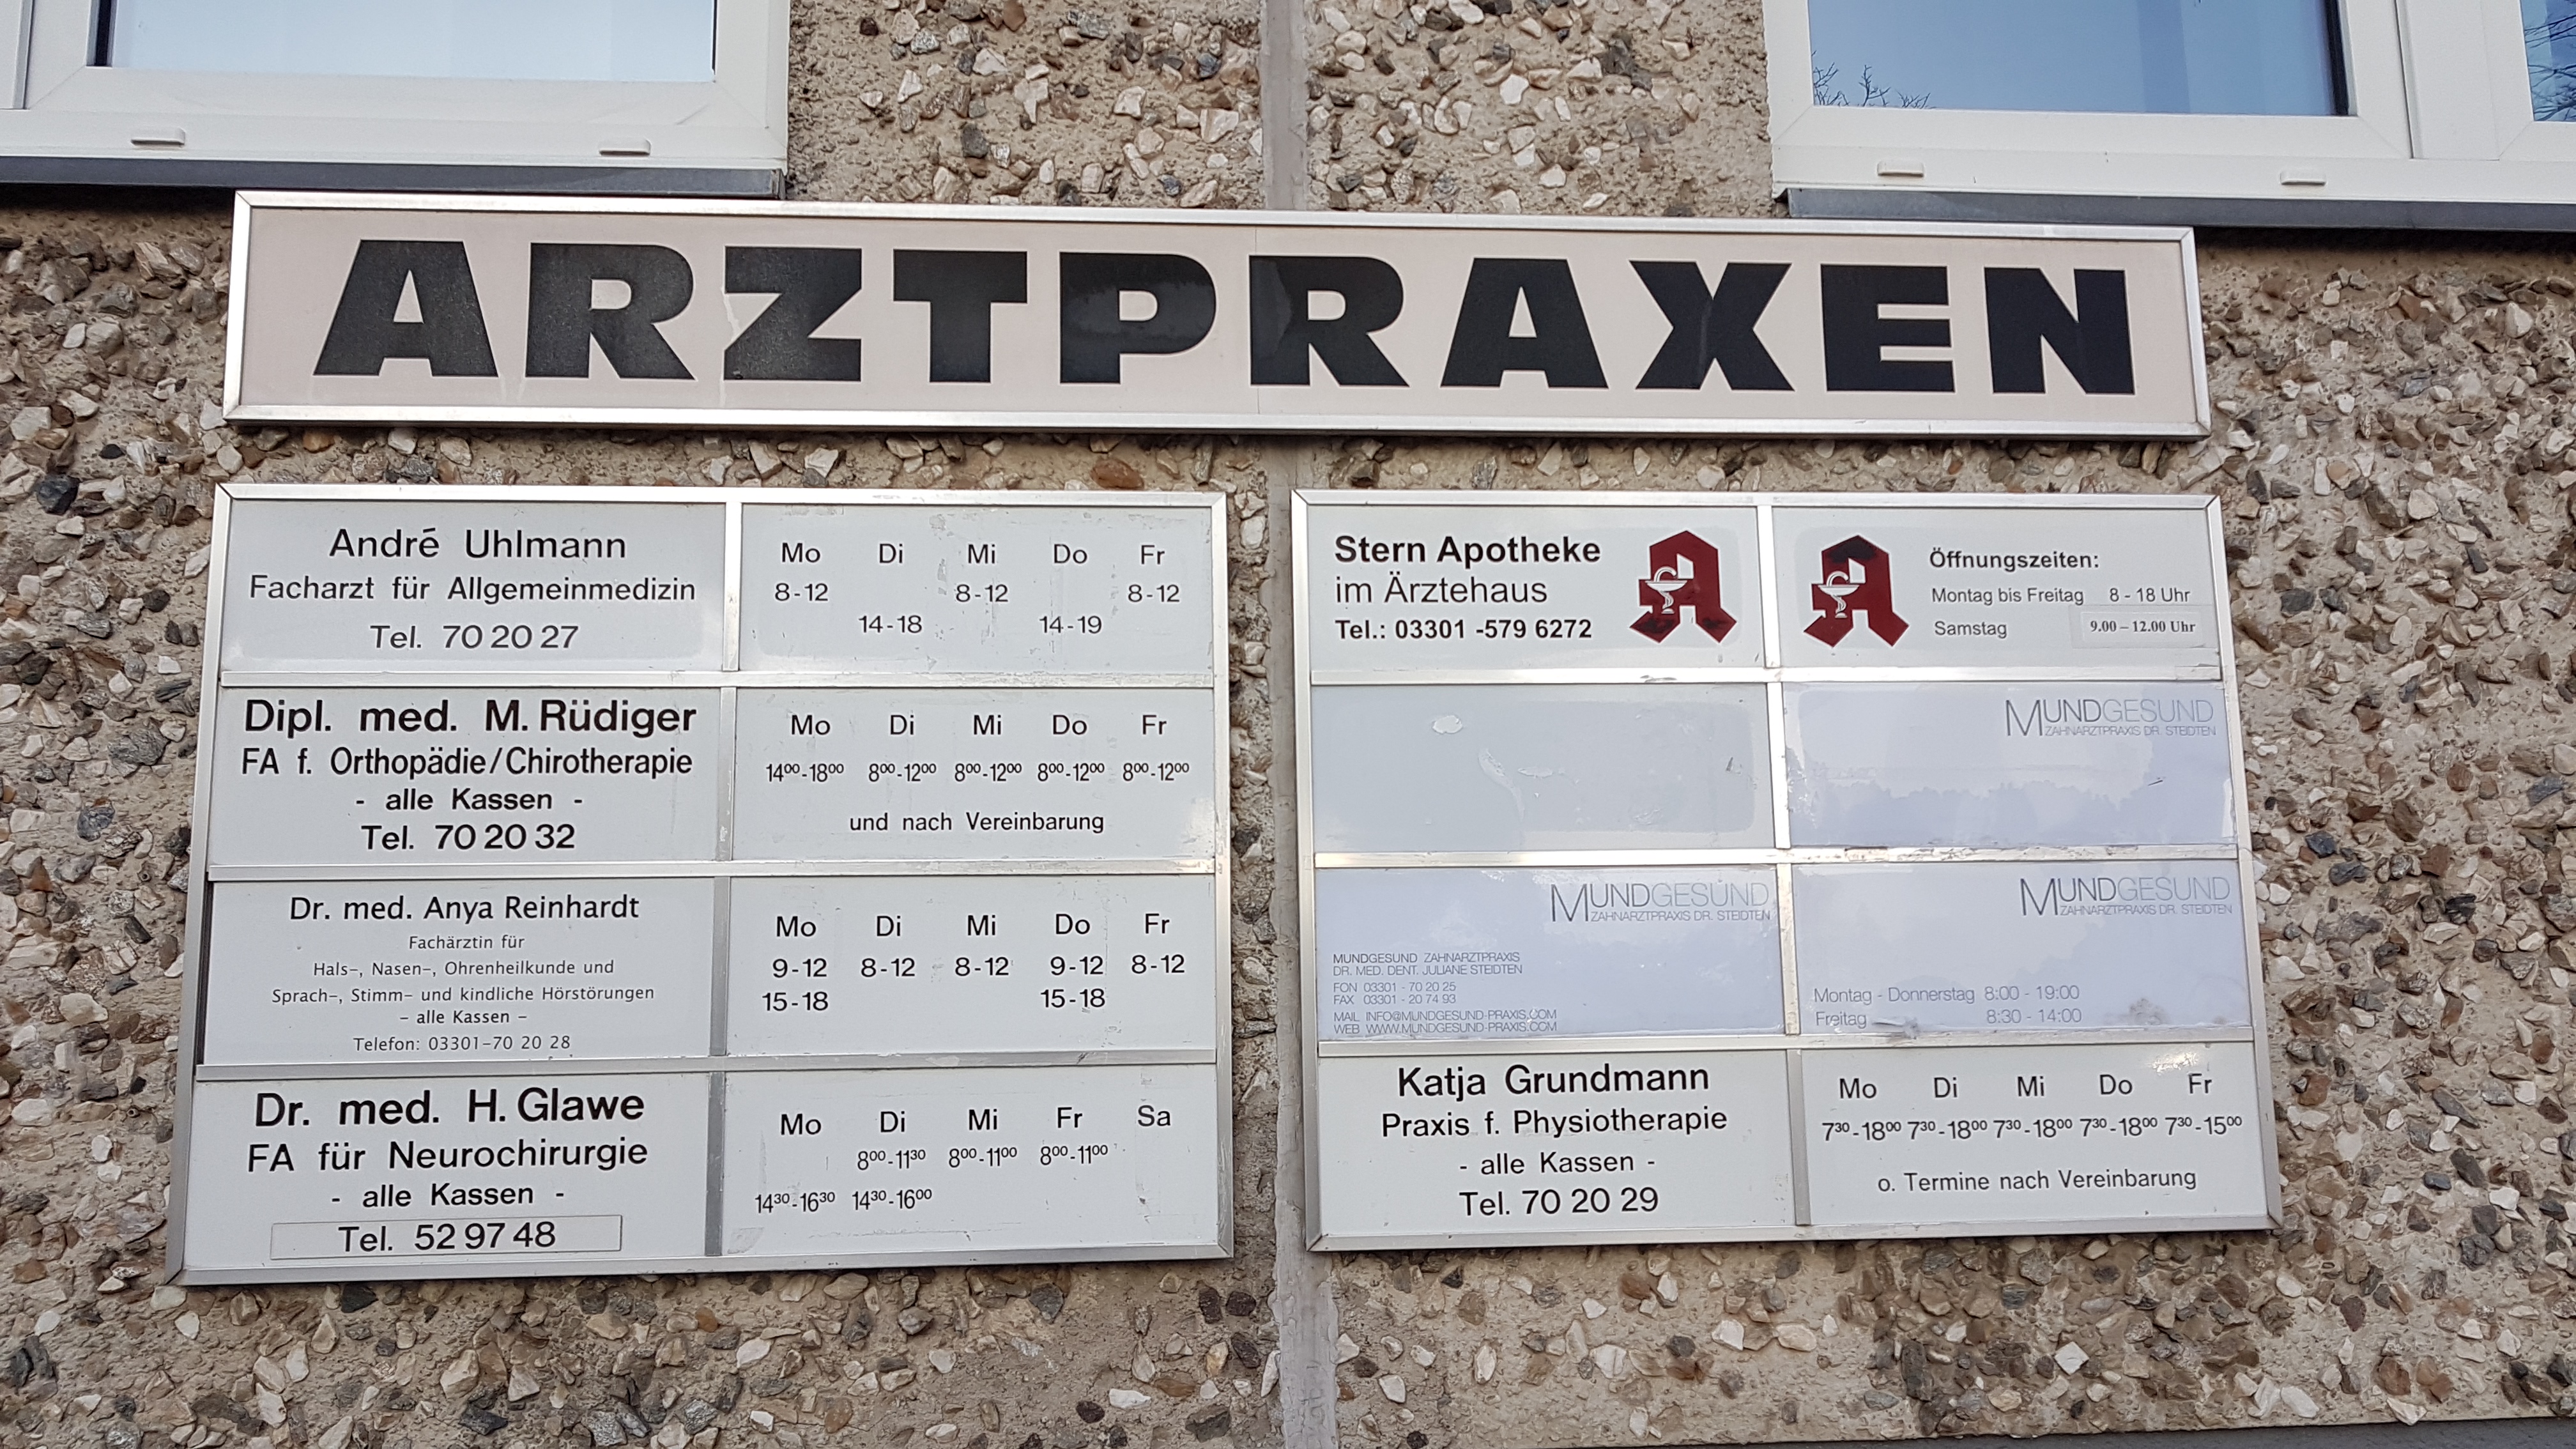 ARZTPRAXEN
André Uhlmann
Facharzt für Allgemeinmedizin
Tel. 70 20 27
Mo Di Mi Do Fr
8-12 8-12 8-12
14-18 14-19
Dipl. med. M. Rüdiger
FA f. Orthopädie/Chirotherapie
- alle Kassen -
Tel. 70 20 32
Mo Di Mi Do Fr
14⁰⁰-18⁰⁰ 8⁰⁰-12⁰⁰ 8⁰⁰-12⁰⁰ 8⁰⁰-12⁰⁰ 8⁰⁰-12⁰⁰
und nach Vereinbarung
Dr. med. Anya Reinhardt
Fachärztin für
Hals-, Nasen-, Ohrenheilkunde und
Sprach-, Stimm- und kindliche Hörstörungen
- alle Kassen -
Telefon: 03301-70 20 28
Mo Di Mi Do Fr
9-12 8-12 8-12 9-12 8-12
15-18 15-18
Dr. med. H. Glawe
FA für Neurochirurgie
- alle Kassen -
Tel. 52 97 48
Mo Di Mi Fr Sa
8⁰⁰-11³⁰ 8⁰⁰-11⁰⁰ 8⁰⁰-11⁰⁰
14³⁰-16³⁰ 14³⁰-16⁰⁰
Stern Apotheke
im Ärztehaus
Tel.: 03301 -579 6272
Öffnungszeiten:
Montag bis Freitag 8 - 18 Uhr
Samstag 9.00 – 12.00 Uhr
MUNDGESUND
ZAHNARZTPRAXIS DR. STEIDTEN
MUNDGESUND
ZAHNARZTPRAXIS DR. STEIDTEN
MUNDGESUND ZAHNARZTPRAXIS
DR. MED. DENT. JULIANE STEIDTEN
FON 03301 - 70 20 25
FAX 03301 - 20 74 93
MAIL INFO@MUNDGESUND-PRAXIS.COM
WEB WWW.MUNDGESUND-PRAXIS.COM
MUNDGESUND
ZAHNARZTPRAXIS DR. STEIDTEN
Montag - Donnerstag 8:00 - 19:00
Freitag 8:30 - 14:00
Katja Grundmann
Praxis f. Physiotherapie
- alle Kassen -
Tel. 70 20 29
Mo Di Mi Do Fr
7³⁰-18⁰⁰ 7³⁰-18⁰⁰ 7³⁰-18⁰⁰ 7³⁰-18⁰⁰ 7³⁰-15⁰⁰
o. Termine nach Vereinbarung